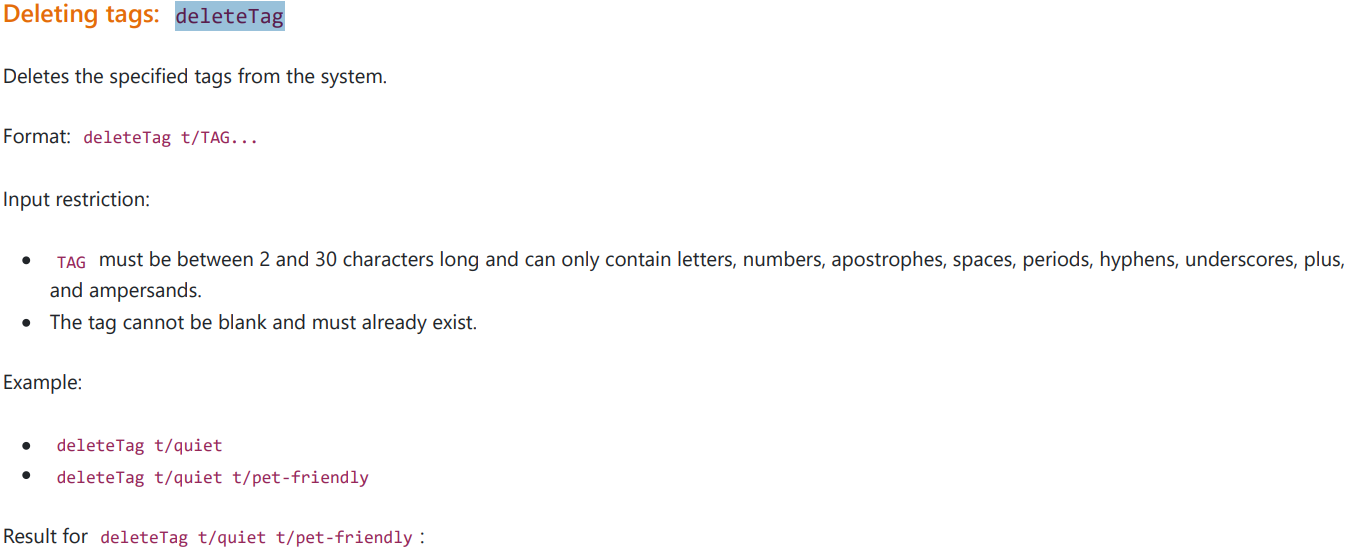 Deleting tags: deleteTag
Deletes the specified tags from the system.
Format: deleteTag t/TAG...
Input restriction:
• TAG must be between 2 and 30 characters long and can only contain letters, numbers, apostrophes, spaces, periods, hyphens, underscores, plus,
and ampersands.
• The tag cannot be blank and must already exist.
Example:
• deleteTag t/quiet
• deleteTag t/quiet t/pet-friendly
Result for deleteTag t/quiet t/pet-friendly :